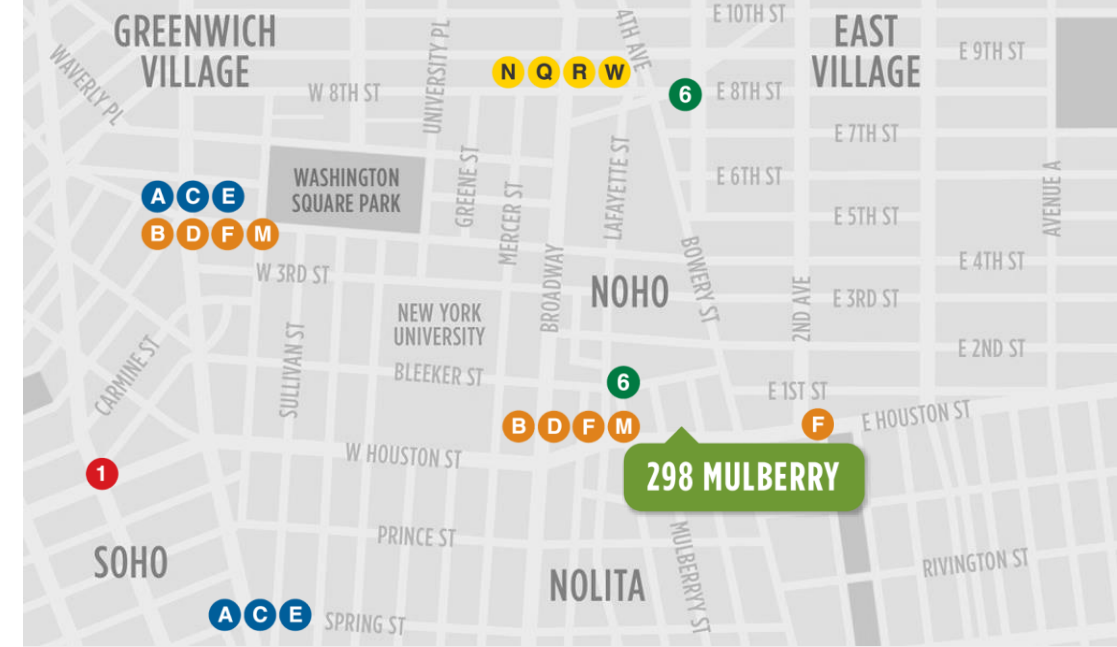 GREENWICH
VILLAGE
WAVERLY PL
W 8TH ST
UNIVERSITY PL
N Q R W
4TH AVE
6
E 10TH ST
EAST
VILLAGE
E 9TH ST
E 8TH ST
E 7TH ST
E 6TH ST
E 5TH ST
AVENUE A
WASHINGTON
SQUARE PARK
A C E
B D F M
GREENE ST
MERCER ST
LAFAYETTE ST
W 3RD ST
NEW YORK
UNIVERSITY
BROADWAY
NOHO
BOWERY ST
2ND AVE
E 4TH ST
E 3RD ST
E 2ND ST
CARMINE ST
SULLIVAN ST
BLEEKER ST
6
E 1ST ST
B D F M
F
E HOUSTON ST
W HOUSTON ST
298 MULBERRY
1
PRINCE ST
SOHO
NOLITA
MULBERRYY ST
RIVINGTON ST
A C E
SPRING ST